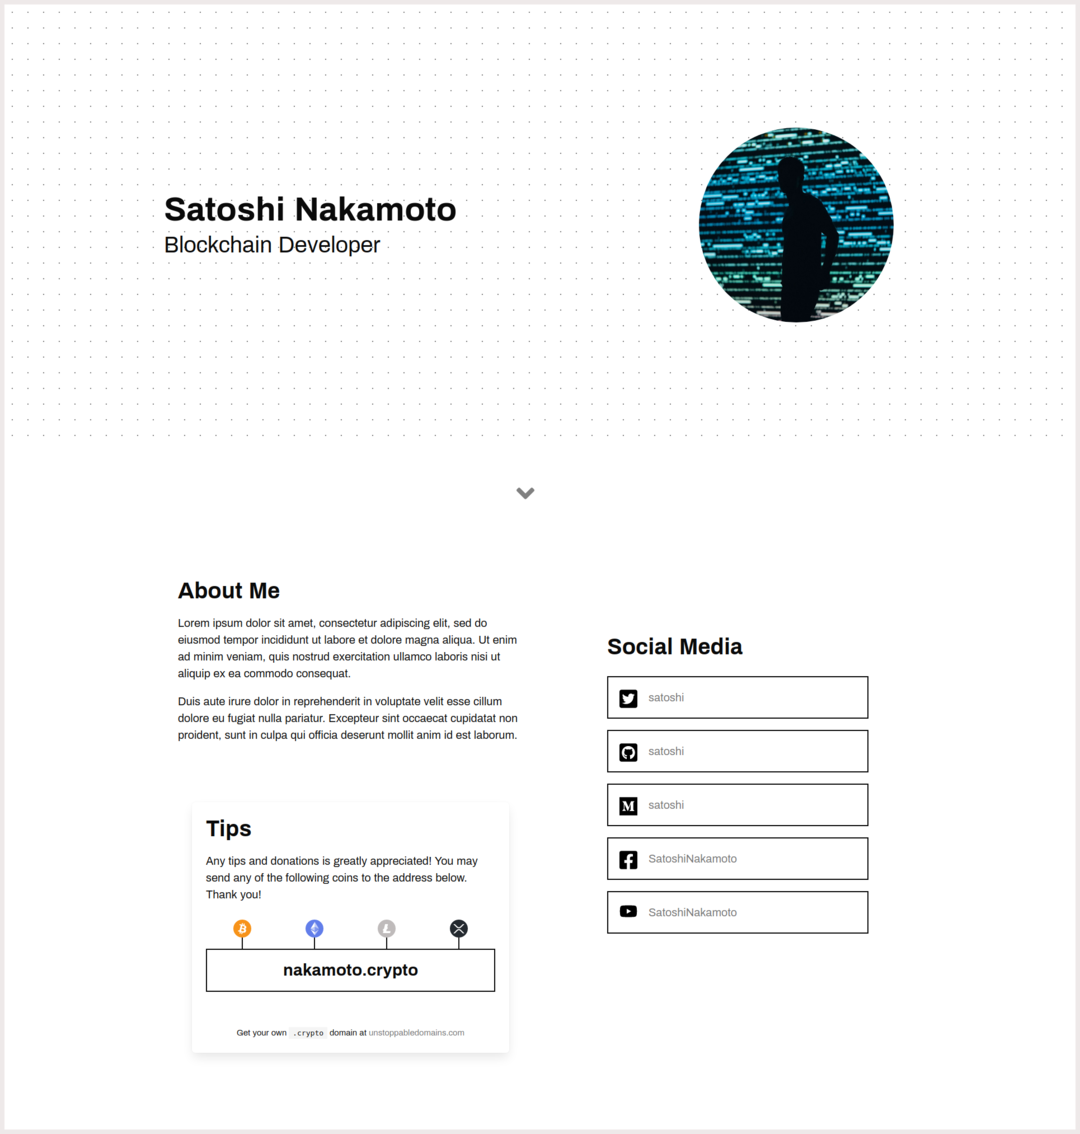 Satoshi Nakamoto
Blockchain Developer
About Me
Lorem ipsum dolor sit amet, consectetur adipiscing elit, sed do
eiusmod tempor incididunt ut labore et dolore magna aliqua. Ut enim
ad minim veniam, quis nostrud exercitation ullamco laboris nisi ut
aliquip ex ea commodo consequat.
Duis aute irure dolor in reprehenderit in voluptate velit esse cillum
dolore eu fugiat nulla pariatur. Excepteur sint occaecat cupidatat non
proident, sunt in culpa qui officia deserunt mollit anim id est laborum.
Tips
Any tips and donations is greatly appreciated! You may
send any of the following coins to the address below.
Thank you!
nakamoto.crypto
Get your own .crypto domain at unstoppabledomains.com
Social Media
satoshi
satoshi
M satoshi
SatoshiNakamoto
SatoshiNakamoto